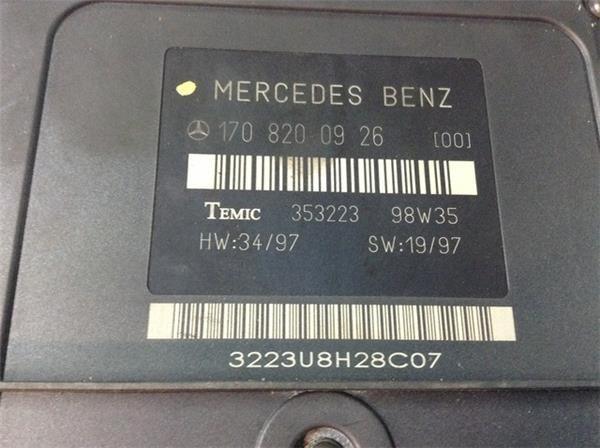 MERCEDES BENZ
170 820 09 26 [00]
TEMIC 353223 98W35
HW:34/97 SW:19/97
3223U8H28C07